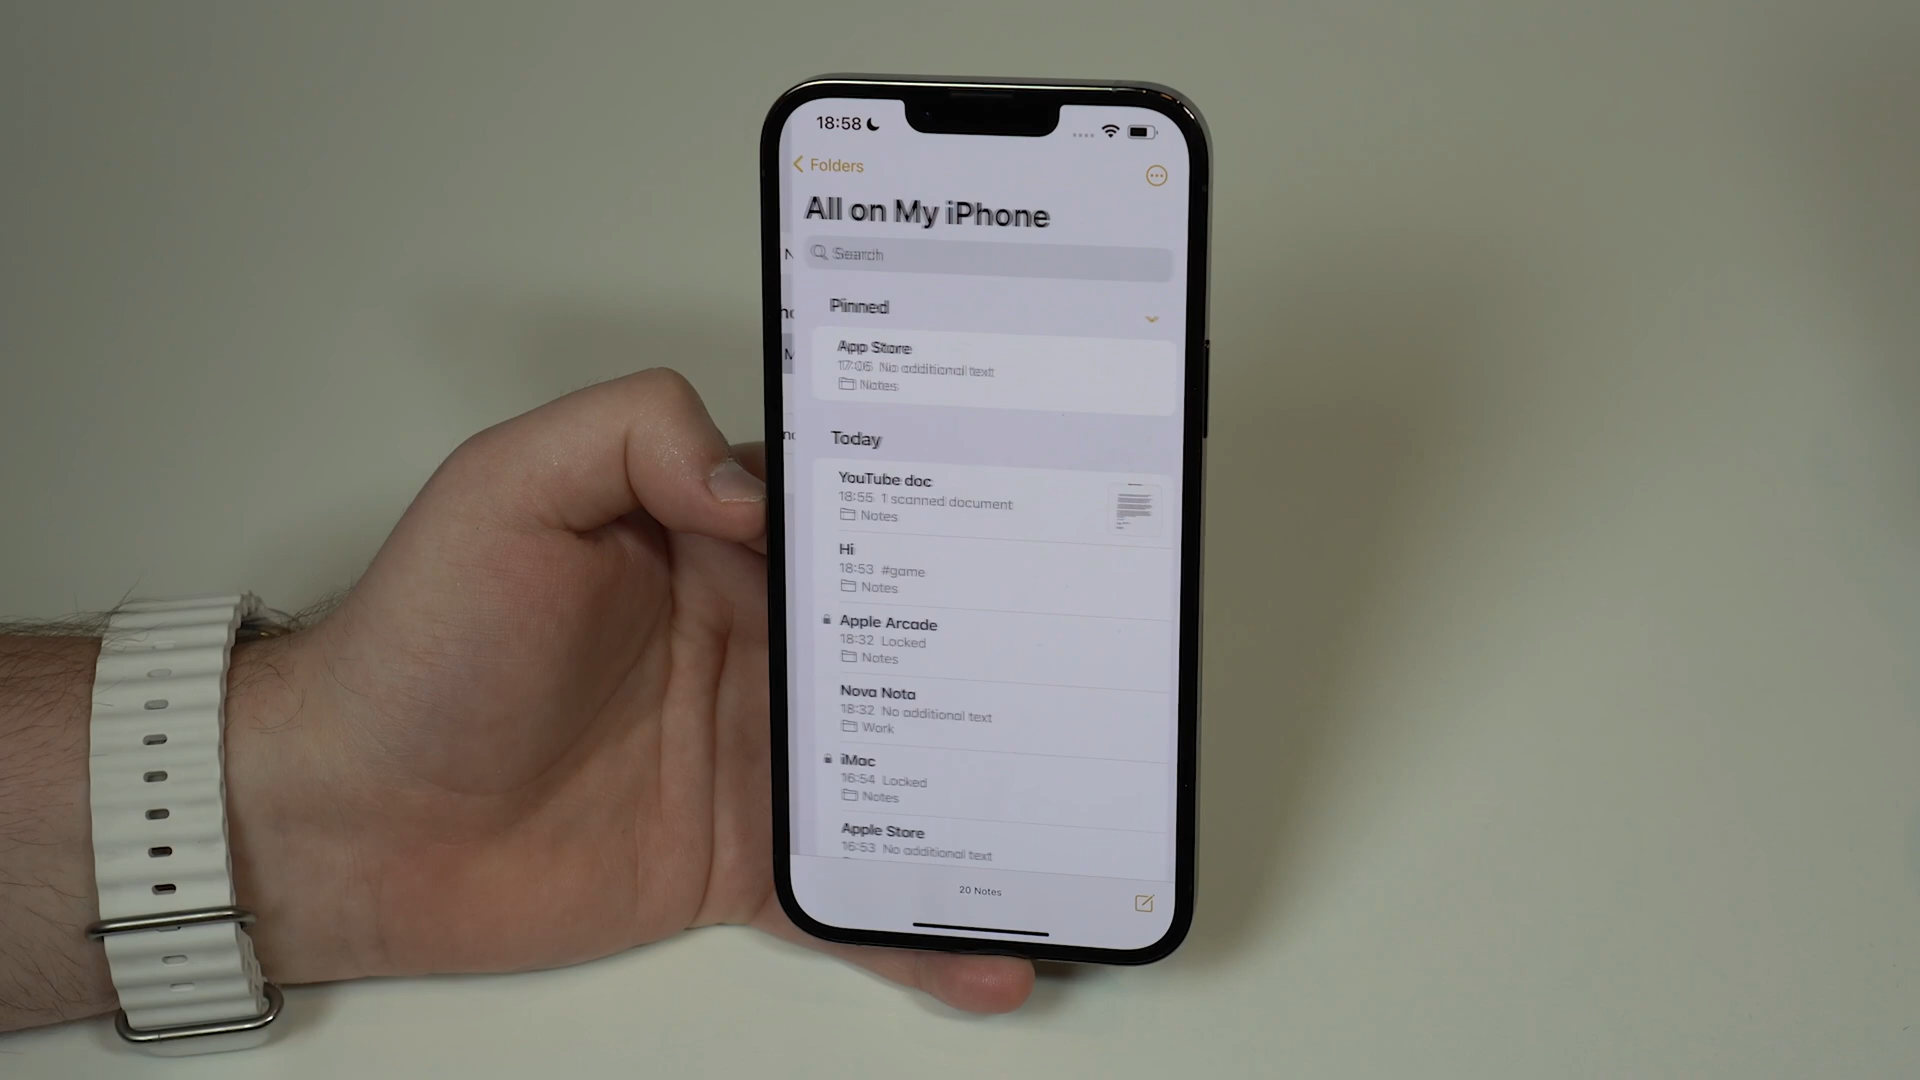 18:58
Folders
All on My iPhone
Search
Pinned
App Store
17:06 No additional text
Notes
Today
YouTube doc
18:55 1 scanned document
Notes
Hi
18:53 #game
Notes
Apple Arcade
18:32 Locked
Notes
Nova Nota
18:32 No additional text
Work
iMac
16:54 Locked
Notes
Apple Store
16:53 No additional text
20 Notes